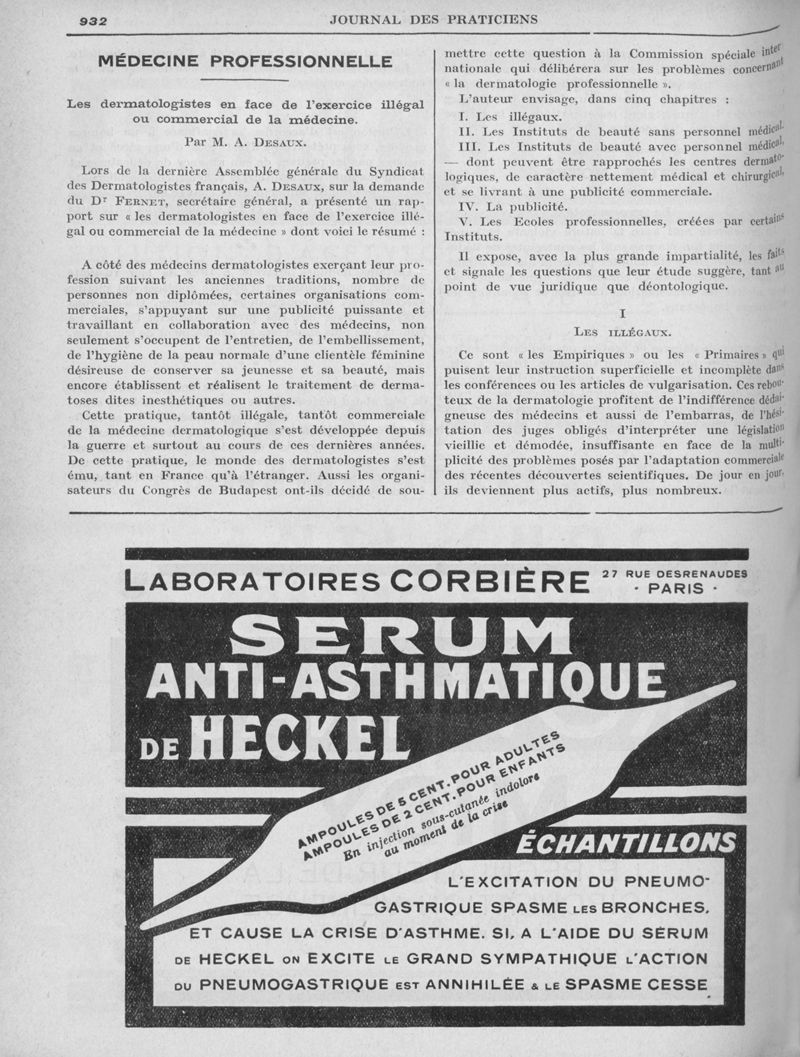 932
JOURNAL DES PRATICIENS
MÉDECINE PROFESSIONNELLE
Les dermatologistes en face de l'exercice illégal
ou commercial de la médecine.
Par M. A. DESAUX.
Lors de la dernière Assemblée générale du Syndicat
des Dermatologistes français, A. DESAUX, sur la demande
du Dr FERNET, secrétaire général, a présenté un rap-
port sur « les dermatologistes en face de l'exercice illé-
gal ou commercial de la médecine » dont voici le résumé :
A côté des médecins dermatologistes exerçant leur pro-
fession suivant les anciennes traditions, nombre de
personnes non diplômées, certaines organisations com-
merciales, s'appuyant sur une publicité puissante et
travaillant en collaboration avec des médecins, non
seulement s'occupent de l'entretien, de l'embellissement,
de l'hygiène de la peau normale d'une clientèle féminine
désireuse de conserver sa jeunesse et sa beauté, mais
encore établissent et réalisent le traitement de derma-
toses dites inesthétiques ou autres.
Cette pratique, tantôt illégale, tantôt commerciale
de la médecine dermatologique s'est développée depuis
la guerre et surtout au cours de ces dernières années.
De cette pratique, le monde des dermatologistes s'est
ému, tant en France qu'à l'étranger. Aussi les organi-
sateurs du Congrès de Budapest ont-ils décidé de sou-
mettre cette question à la Commission spéciale inter
nationale qui délibérera sur les problèmes concernant
« la dermatologie professionnelle ».
L'auteur envisage, dans cinq chapitres :
I. Les illégaux.
II. Les Instituts de beauté sans personnel médical.
III. Les Instituts de beauté avec personnel médical,
— dont peuvent être rapprochés les centres dermato-
logiques, de caractère nettement médical et chirurgical,
et se livrant à une publicité commerciale.
IV. La publicité.
V. Les Ecoles professionnelles, créées par certains
Instituts.
Il expose, avec la plus grande impartialité, les faits
et signale les questions que leur étude suggère, tant au
point de vue juridique que déontologique.
I
LES ILLÉGAUX.
Ce sont « les Empiriques » ou les « Primaires » qui
puisent leur instruction superficielle et incomplète dans
les conférences ou les articles de vulgarisation. Ces rebou-
teux de la dermatologie profitent de l'indifférence dédai-
gneuse des médecins et aussi de l'embarras, de l'hési-
tation des juges obligés d'interpréter une législation
vieillie et démodée, insuffisante en face de la multi-
plicité des problèmes posés par l'adaptation commerciale
des récentes découvertes scientifiques. De jour en jour,
ils deviennent plus actifs, plus nombreux.
LABORATOIRES CORBIÈRE 27 RUE DESRENAUDES
· PARIS ·
SERUM
ANTI-ASTHMATIQUE
DE HECKEL
AMPOULES DE 5 CENT. POUR ADULTES
AMPOULES DE 2 CENT. POUR ENFANTS
En injection sous-cutanée indolore
au moment de la crise
ÉCHANTILLONS
L'EXCITATION DU PNEUMO-
GASTRIQUE SPASME LES BRONCHES,
ET CAUSE LA CRISE D'ASTHME. SI, A L'AIDE DU SÉRUM
DE HECKEL ON EXCITE LE GRAND SYMPATHIQUE L'ACTION
DU PNEUMOGASTRIQUE EST ANNIHILÉE & LE SPASME CESSE